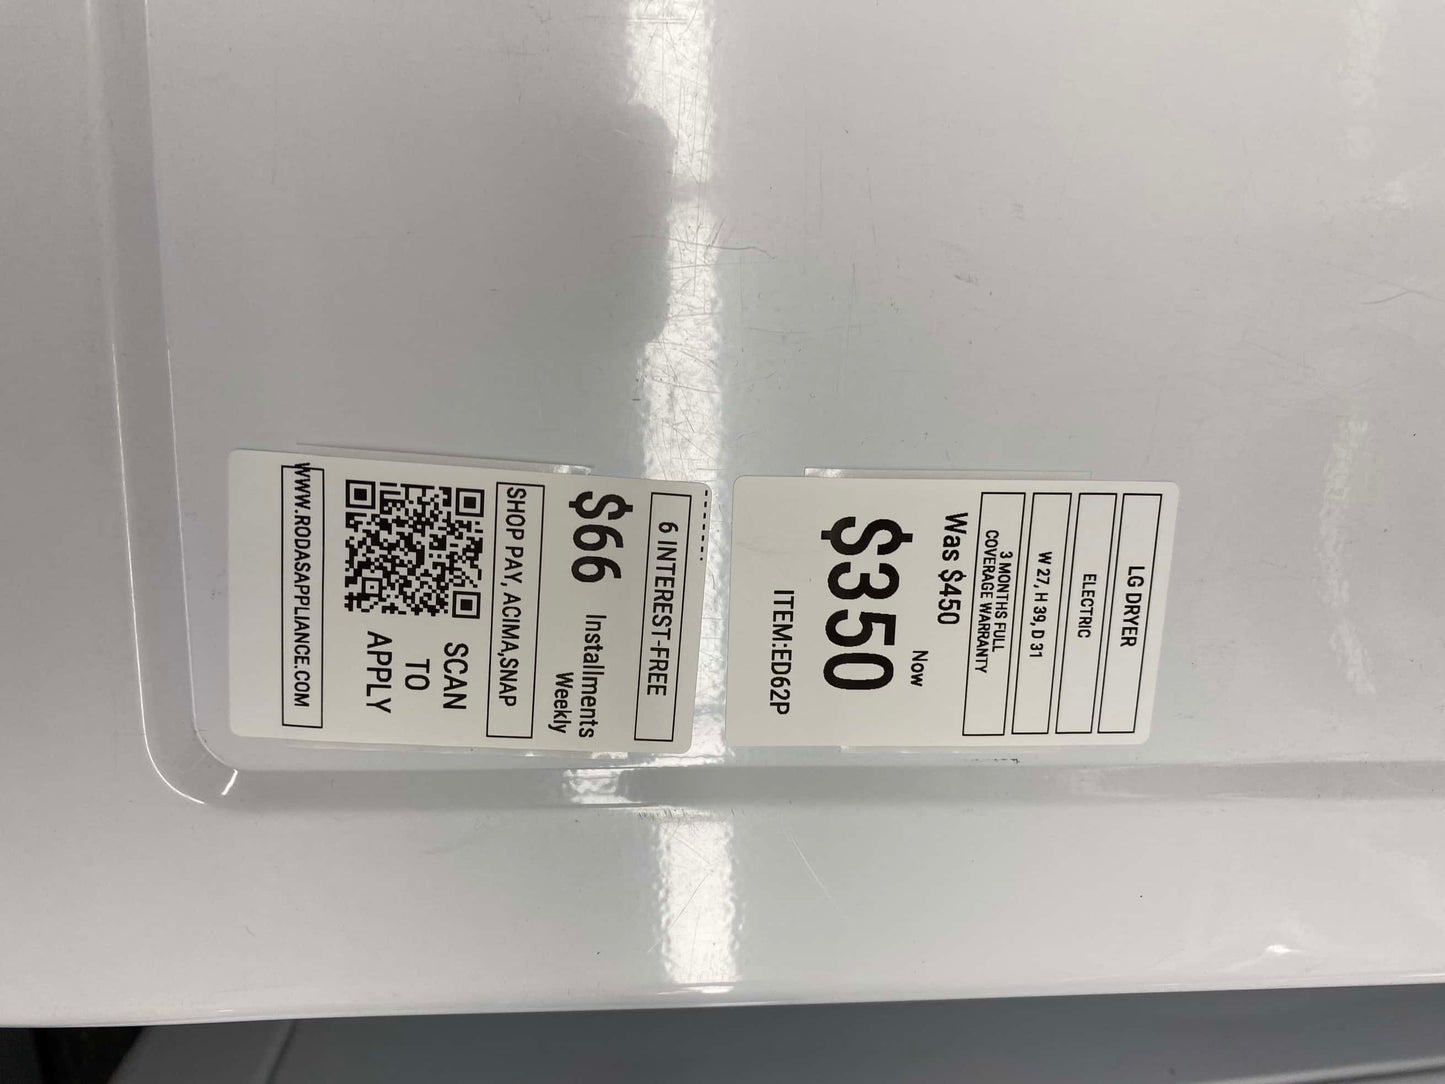 LG DRYER
ELECTRIC
W 27, H 39, D 31
3 MONTHS FULL
COVERAGE WARRANTY
Was $450
Now
$350
ITEM:ED62P
6 INTEREST-FREE
$66 Installments
Weekly
SHOP PAY, ACIMA,SNAP
SCAN
TO
APPLY
WWW.RODASAPPLIANCE.COM